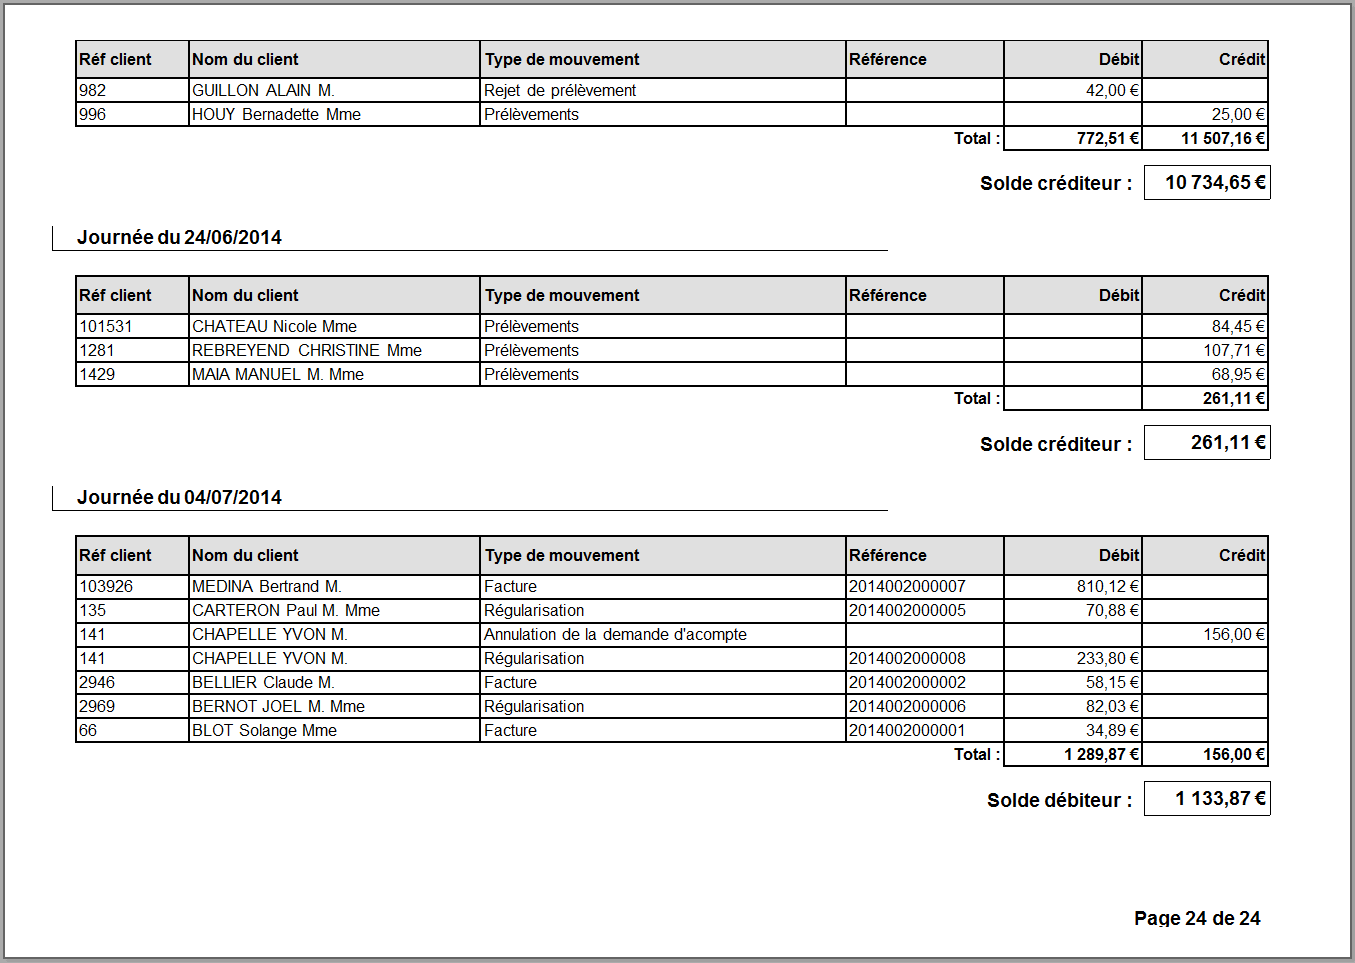 Réf client Nom du client Type de mouvement Référence Débit Crédit
982 GUILLON ALAIN M. Rejet de prélèvement 42,00 €
996 HOUY Bernadette Mme Prélèvements 25,00 €
Total : 772,51 € 11 507,16 €
Solde créditeur : 10 734,65 €
Journée du 24/06/2014
Réf client Nom du client Type de mouvement Référence Débit Crédit
101531 CHATEAU Nicole Mme Prélèvements 84,45 €
1281 REBREYEND CHRISTINE Mme Prélèvements 107,71 €
1429 MAIA MANUEL M. Mme Prélèvements 68,95 €
Total : 261,11 €
Solde créditeur : 261,11 €
Journée du 04/07/2014
Réf client Nom du client Type de mouvement Référence Débit Crédit
103926 MEDINA Bertrand M. Facture 2014002000007 810,12 €
135 CARTERON Paul M. Mme Régularisation 2014002000005 70,88 €
141 CHAPELLE YVON M. Annulation de la demande d'acompte 156,00 €
141 CHAPELLE YVON M. Régularisation 2014002000008 233,80 €
2946 BELLIER Claude M. Facture 2014002000002 58,15 €
2969 BERNOT JOEL M. Mme Régularisation 2014002000006 82,03 €
66 BLOT Solange Mme Facture 2014002000001 34,89 €
Total : 1 289,87 € 156,00 €
Solde débiteur : 1 133,87 €
Page 24 de 24